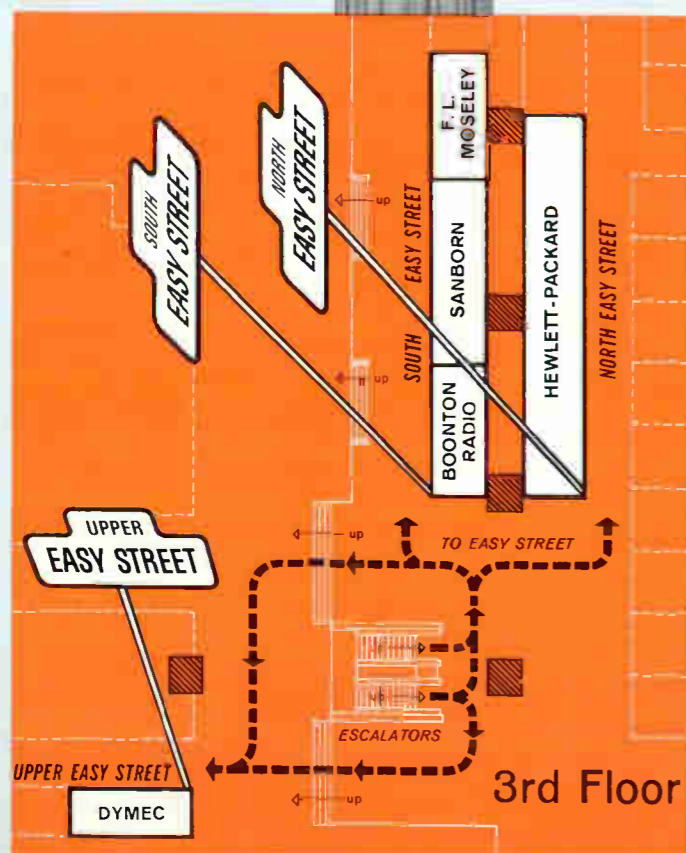 NORTH
EASY STREET
SOUTH
EASY STREET
up
up
F. L.
MOSELEY
SANBORN
BOONTON
RADIO
HEWLETT-PACKARD
SOUTH EASY STREET
NORTH EASY STREET
UPPER
EASY STREET
up
TO EASY STREET
ESCALATORS
UPPER EASY STREET
DYMEC
up
3rd Floor